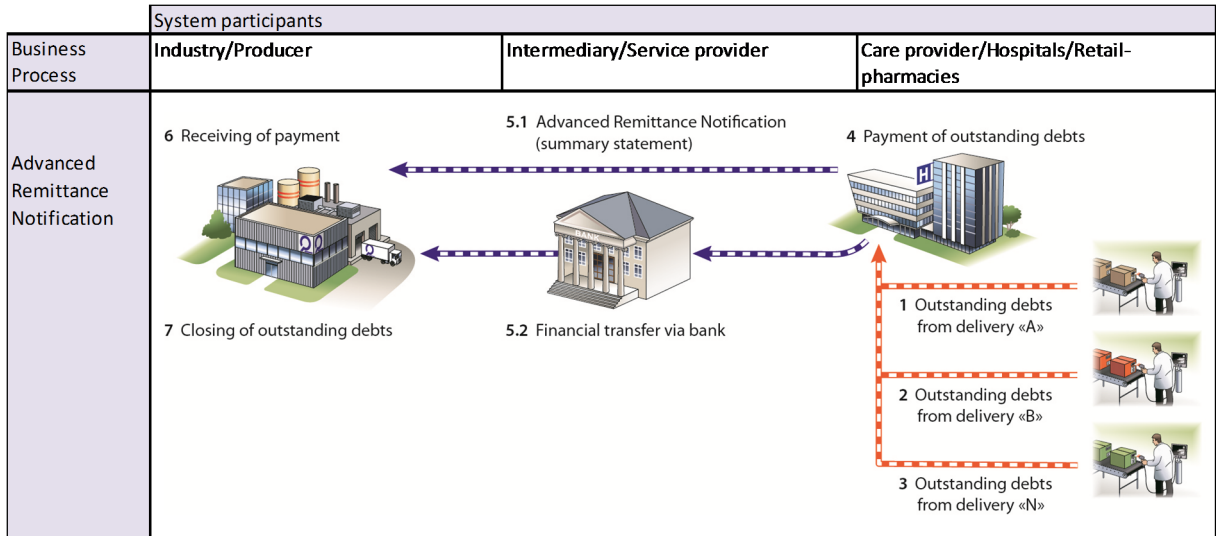 System participants
Business
Process
Industry/Producer
Intermediary/Service provider
Care provider/Hospitals/Retail-
pharmacies
Advanced
Remittance
Notification
6 Receiving of payment
5.1 Advanced Remittance Notification
(summary statement)
4 Payment of outstanding debts
H
BANK
7 Closing of outstanding debts
5.2 Financial transfer via bank
1 Outstanding debts
from delivery «A»
2 Outstanding debts
from delivery «B»
3 Outstanding debts
from delivery «N»